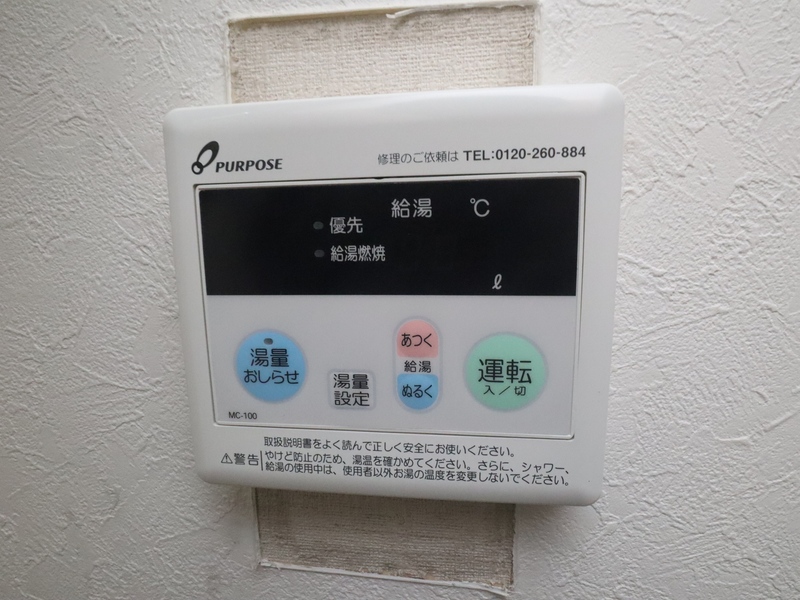 PURPOSE
修理のご依頼は TEL:0120-260-884
給湯 ℃
優先
給湯燃焼
ℓ
湯量
おしらせ
湯量
設定
あつく
給湯
ぬるく
運転
入／切
MC-100
取扱説明書をよく読んで正しく安全にお使いください。
⚠警告 やけど防止のため、湯温を確かめてください。さらに、シャワー、
給湯の使用中は、使用者以外お湯の温度を変更しないでください。